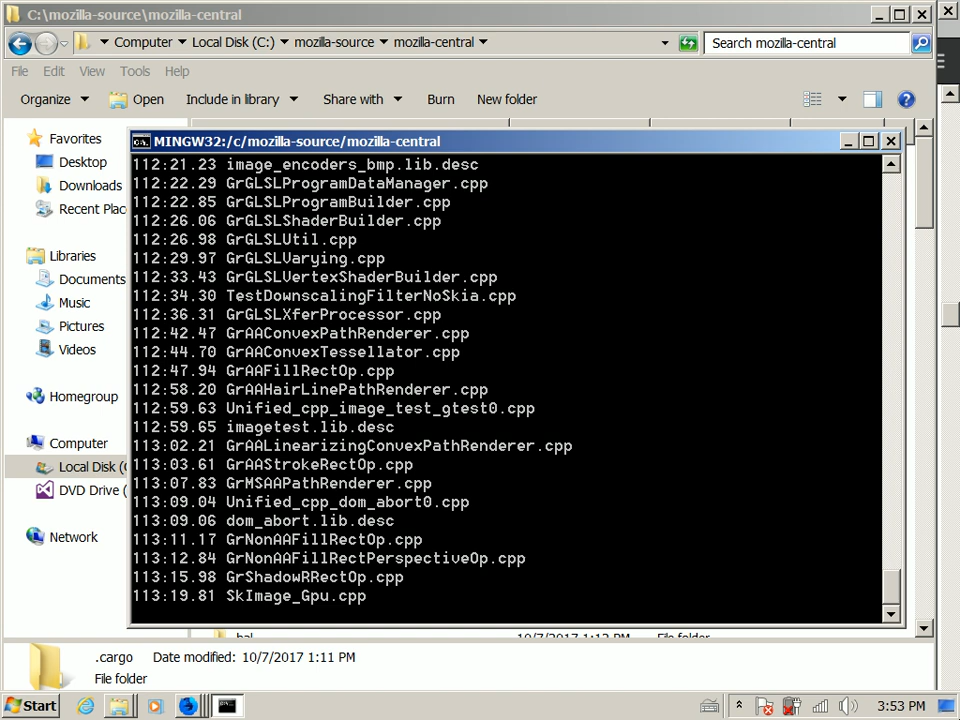 C:\mozilla-source\mozilla-central
Computer Local Disk (C:) mozilla-source mozilla-central
Search mozilla-central
File Edit View Tools Help
Organize Open Include in library Share with Burn New folder
Favorites
Desktop
Downloads
Recent Plac
Libraries
Documents
Music
Pictures
Videos
Homegroup
Computer
Local Disk (
DVD Drive (
Network
MINGW32:/c/mozilla-source/mozilla-central
112:21.23 image_encoders_bmp.lib.desc
112:22.29 GrGLSLProgramDataManager.cpp
112:22.85 GrGLSLProgramBuilder.cpp
112:26.06 GrGLSLShaderBuilder.cpp
112:26.98 GrGLSLUtil.cpp
112:29.97 GrGLSLVarying.cpp
112:33.43 GrGLSLVertexShaderBuilder.cpp
112:34.30 TestDownscalingFilterNoSkia.cpp
112:36.31 GrGLSLXferProcessor.cpp
112:42.47 GrAAConvexPathRenderer.cpp
112:44.70 GrAAConvexTessellator.cpp
112:47.94 GrAAFillRectOp.cpp
112:58.20 GrAAHairLinePathRenderer.cpp
112:59.63 Unified_cpp_image_test_gtest0.cpp
112:59.65 imagetest.lib.desc
113:02.21 GrAALinearizingConvexPathRenderer.cpp
113:03.61 GrAAStrokeRectOp.cpp
113:07.83 GrMSAAPathRenderer.cpp
113:09.04 Unified_cpp_dom_abort0.cpp
113:09.06 dom_abort.lib.desc
113:11.17 GrNonAAFillRectOp.cpp
113:12.84 GrNonAAFillRectPerspectiveOp.cpp
113:15.98 GrShadowRRectOp.cpp
113:19.81 SkImage_Gpu.cpp
hal 10/7/2017 1:12 PM File folder
.cargo Date modified: 10/7/2017 1:11 PM
File folder
Start 3:53 PM